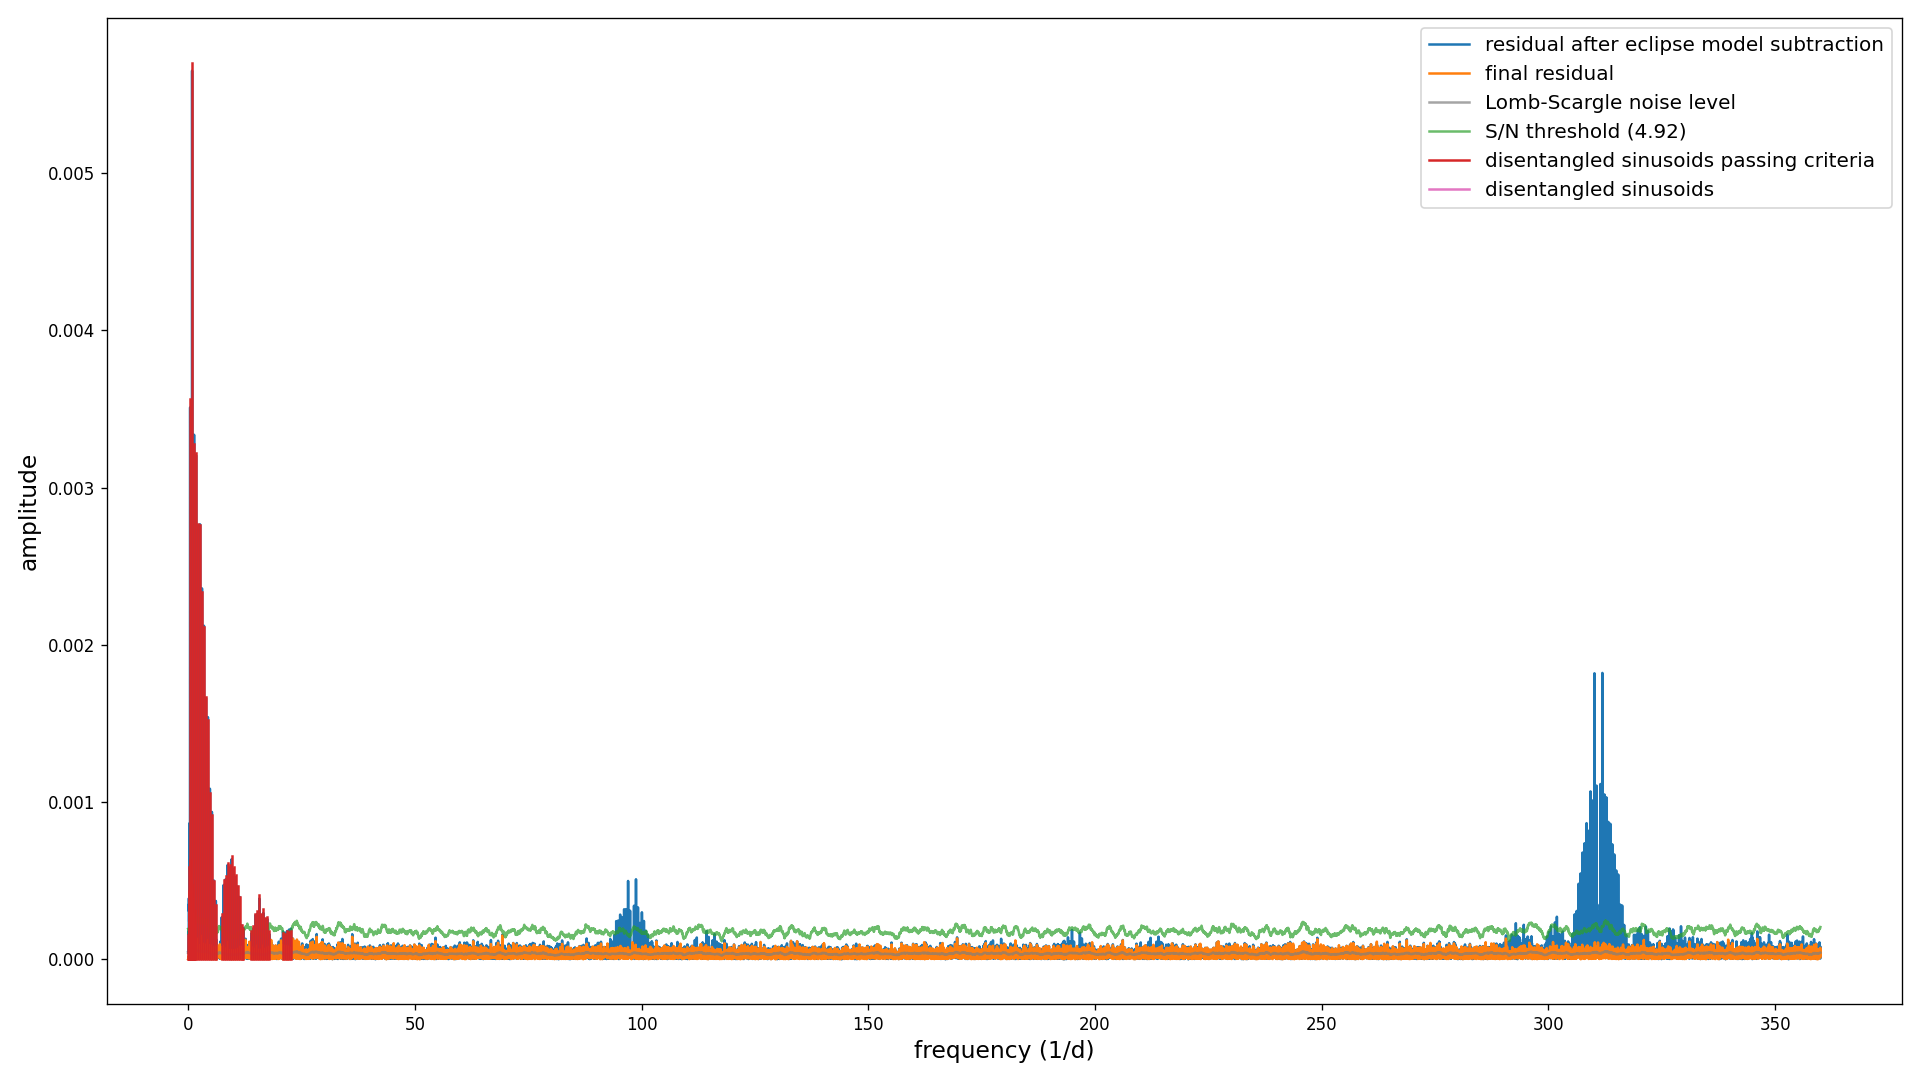 residual after eclipse model subtraction
final residual
Lomb-Scargle noise level
S/N threshold (4.92)
disentangled sinusoids passing criteria
disentangled sinusoids
0.005
0.004
0.003
0.002
0.001
0.000
amplitude
0 50 100 150 200 250 300 350
frequency (1/d)